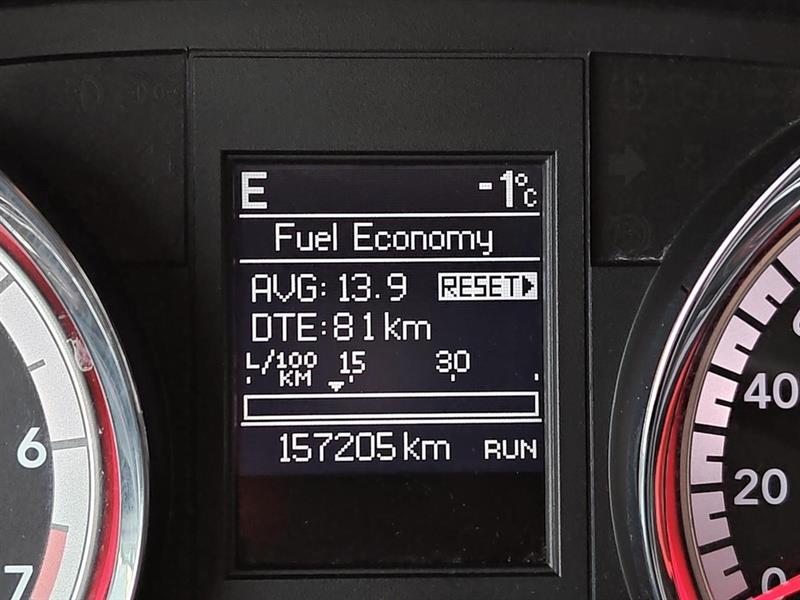 E -1°C
Fuel Economy
AVG: 13.9 RESET
DTE: 81 km
L/100 KM 15 30
157205 km RUN
6
7
40
20
0